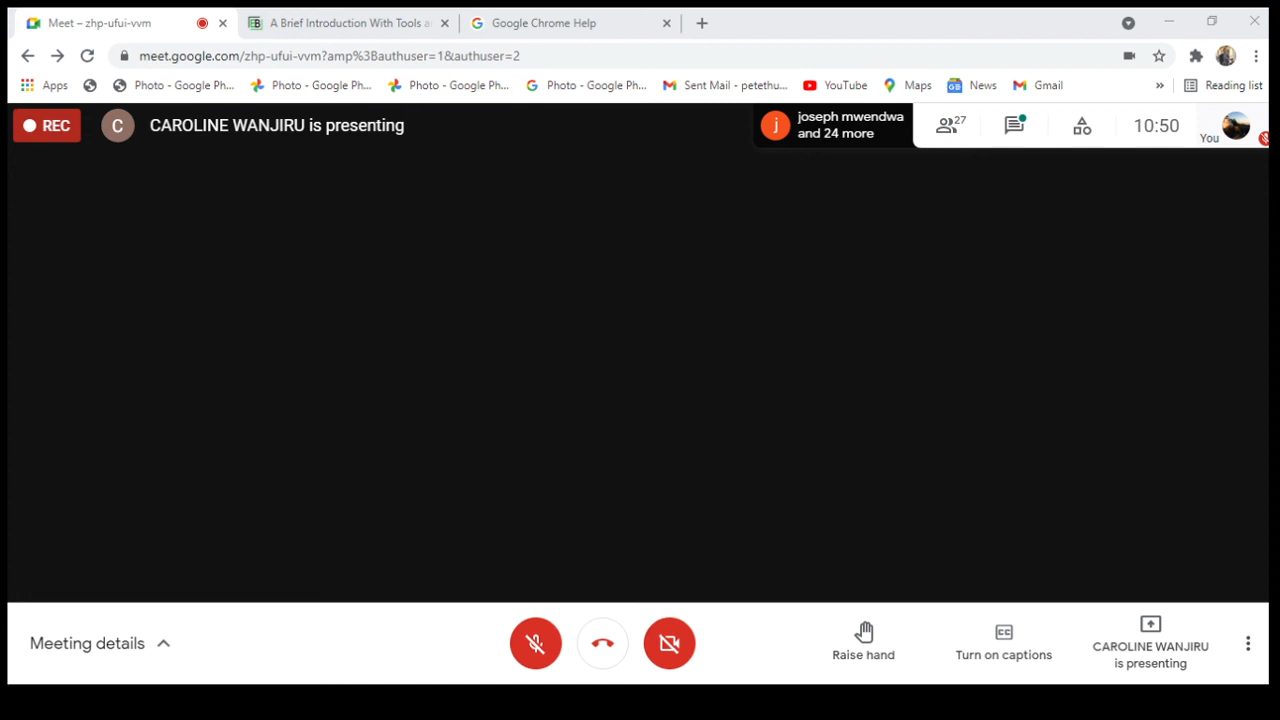 Meet – zhp-ufui-vvm
A Brief Introduction With Tools a
Google Chrome Help
meet.google.com/zhp-ufui-vvm?amp%3Bauthuser=1&authuser=2
Apps
Photo - Google Ph...
Photo - Google Ph...
Photo - Google Ph...
Photo - Google Ph...
Sent Mail - petethu...
YouTube
Maps
News
Gmail
»
Reading list
REC
C
CAROLINE WANJIRU is presenting
j
joseph mwendwa
and 24 more
27
10:50
You
Meeting details
Raise hand
CC
Turn on captions
CAROLINE WANJIRU
is presenting